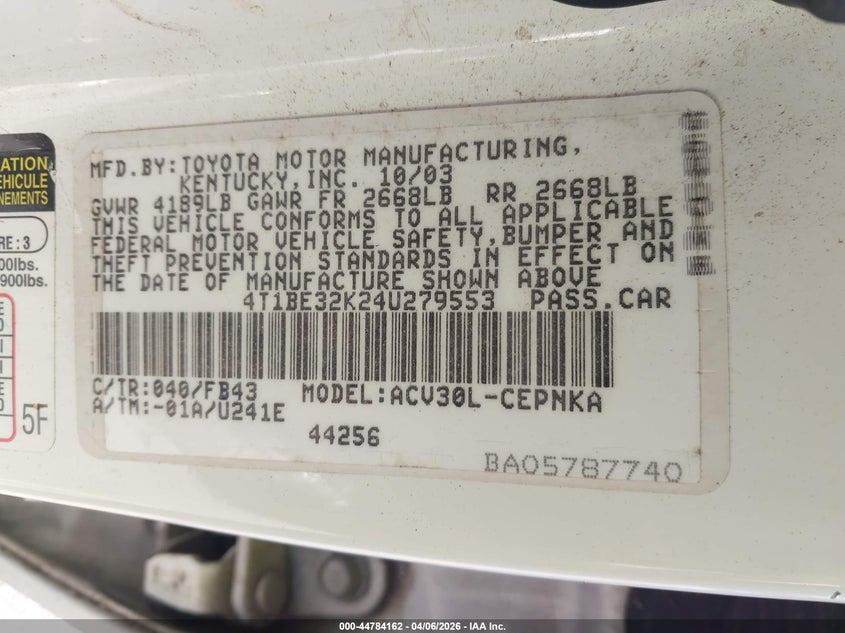 MFD.BY:TOYOTA MOTOR MANUFACTURING,
KENTUCKY,INC. 10/03
GVWR 4189LB GAWR FR 2668LB RR 2668LB
THIS VEHICLE CONFORMS TO ALL APPLICABLE
FEDERAL MOTOR VEHICLE SAFETY,BUMPER AND
THEFT PREVENTION STANDARDS IN EFFECT ON
THE DATE OF MANUFACTURE SHOWN ABOVE
4T1BE32K24U279553 PASS.CAR
C/TR:040/FB43 MODEL:ACV30L-CEPNKA
A/TM:-01A/U241E
44256
BA05787740
ATION
EHICULE
NEMENTS
RE:3
00lbs.
900lbs.
5F
000-44784162 - 04/06/2026 - IAA Inc.